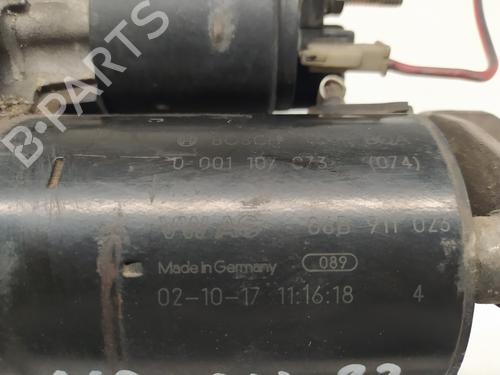 B-PARTS
BOSCH
0 001 107 073 (074)
VW AG 06B 911 023
Made in Germany 089
02-10-17 11:16:18 4